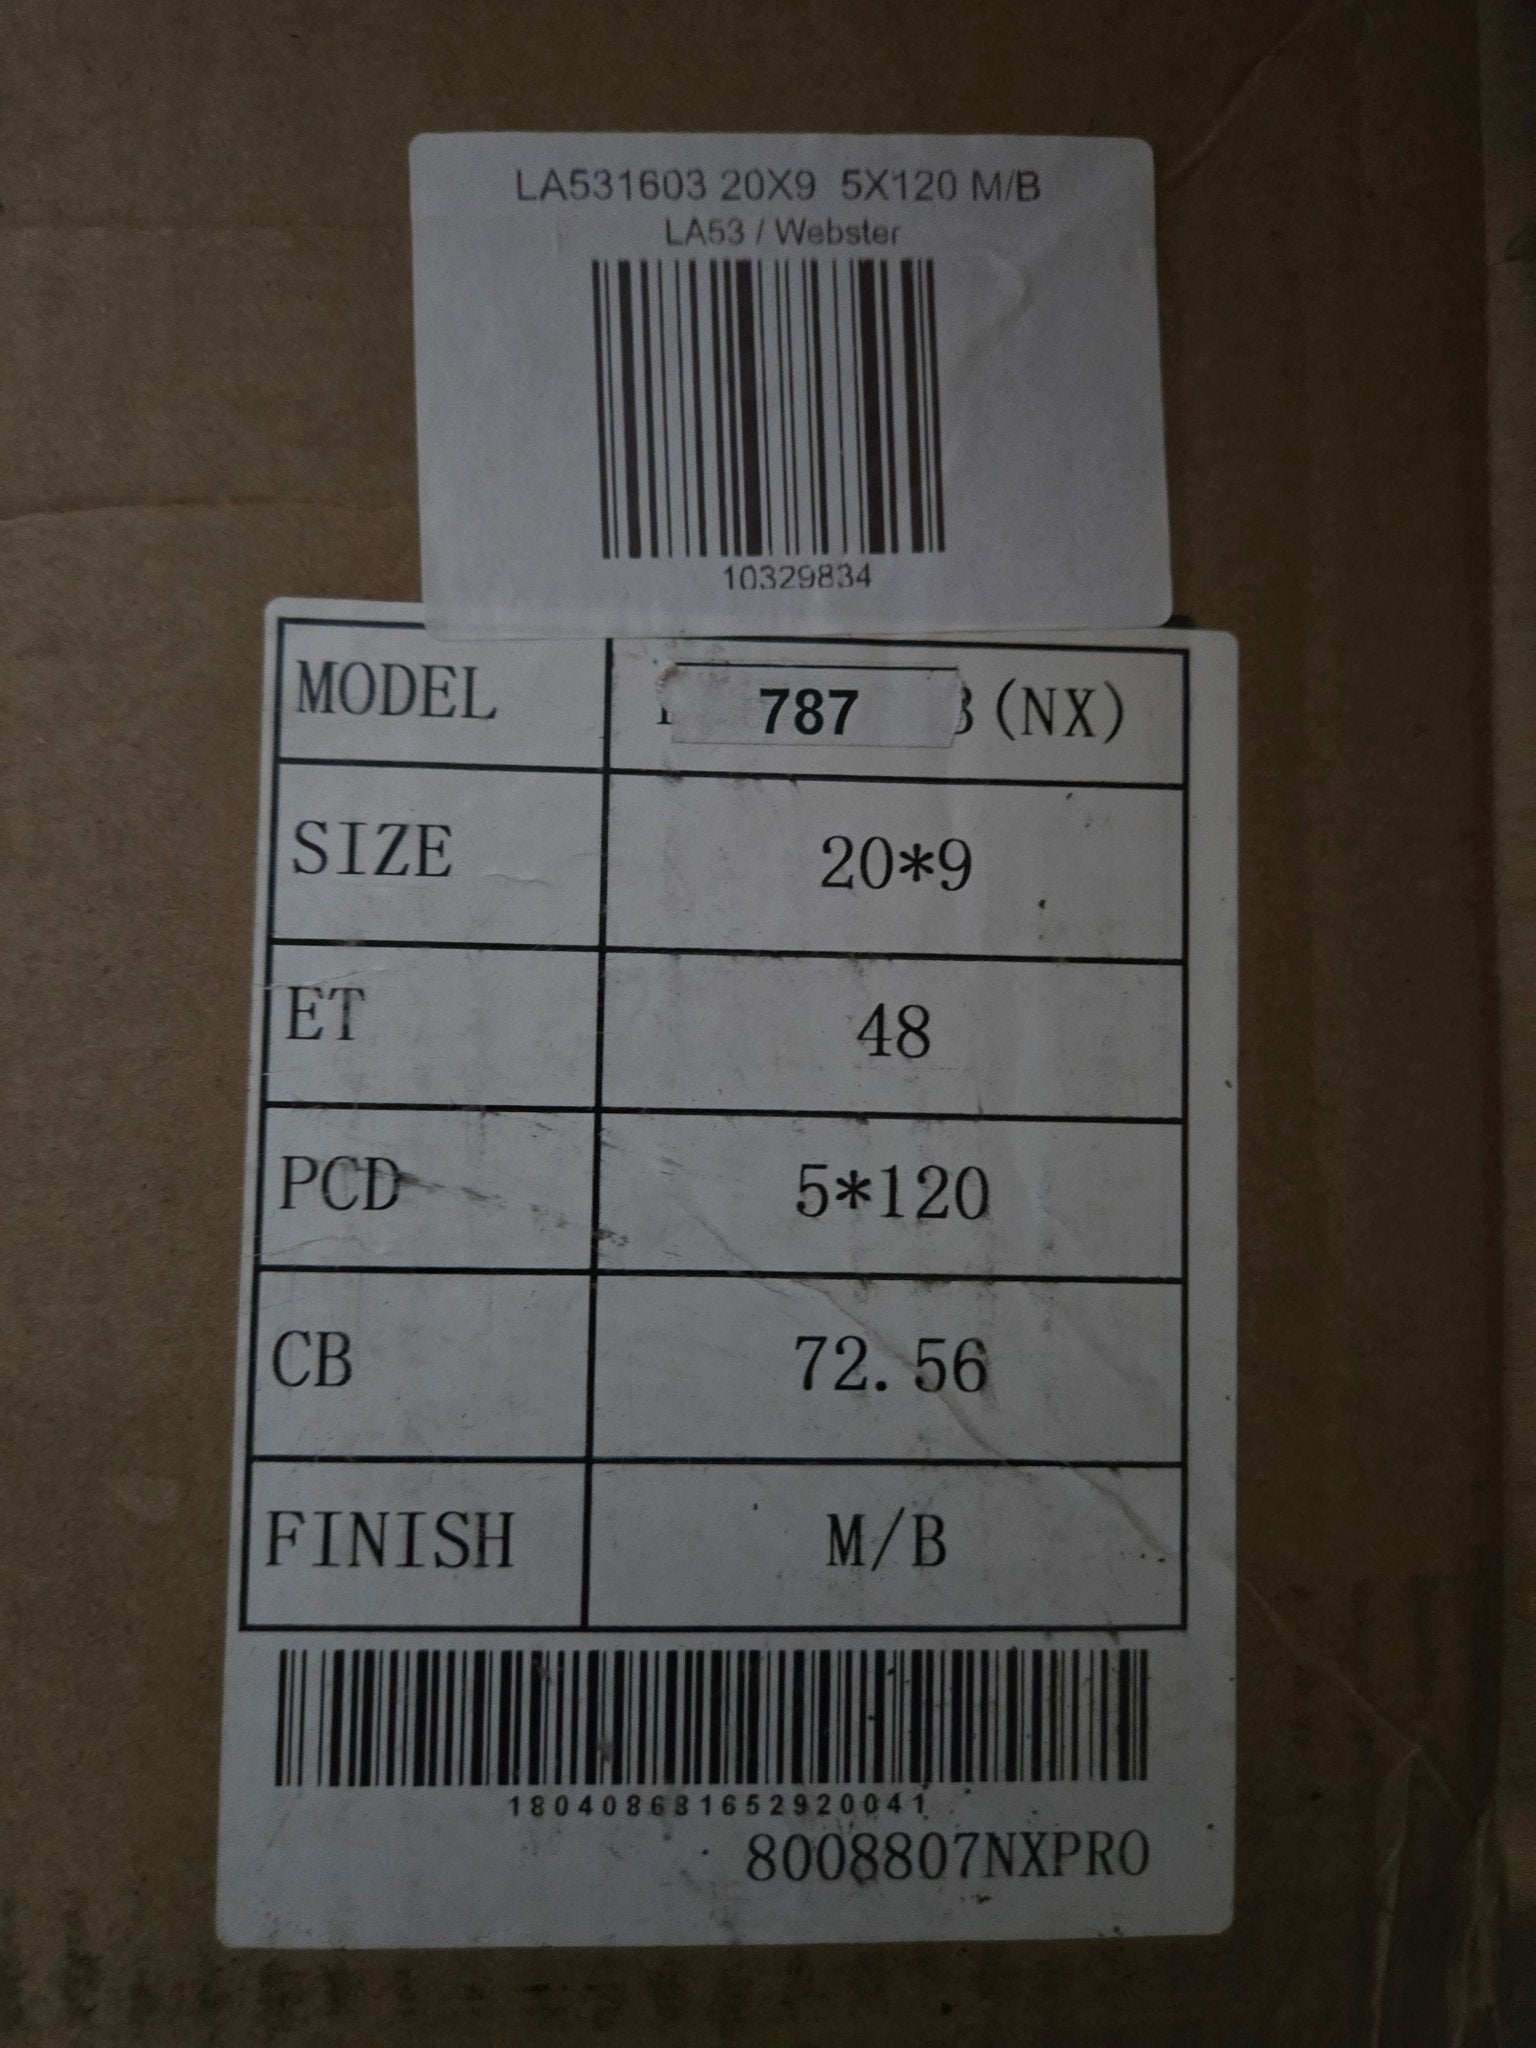 LA531603 20X9 5X120 M/B
LA53 / Webster
10329834
MODEL 787 (NX)
SIZE 20*9
ET 48
PCD 5*120
CB 72.56
FINISH M/B
180408681652920041
8008807NXPRO